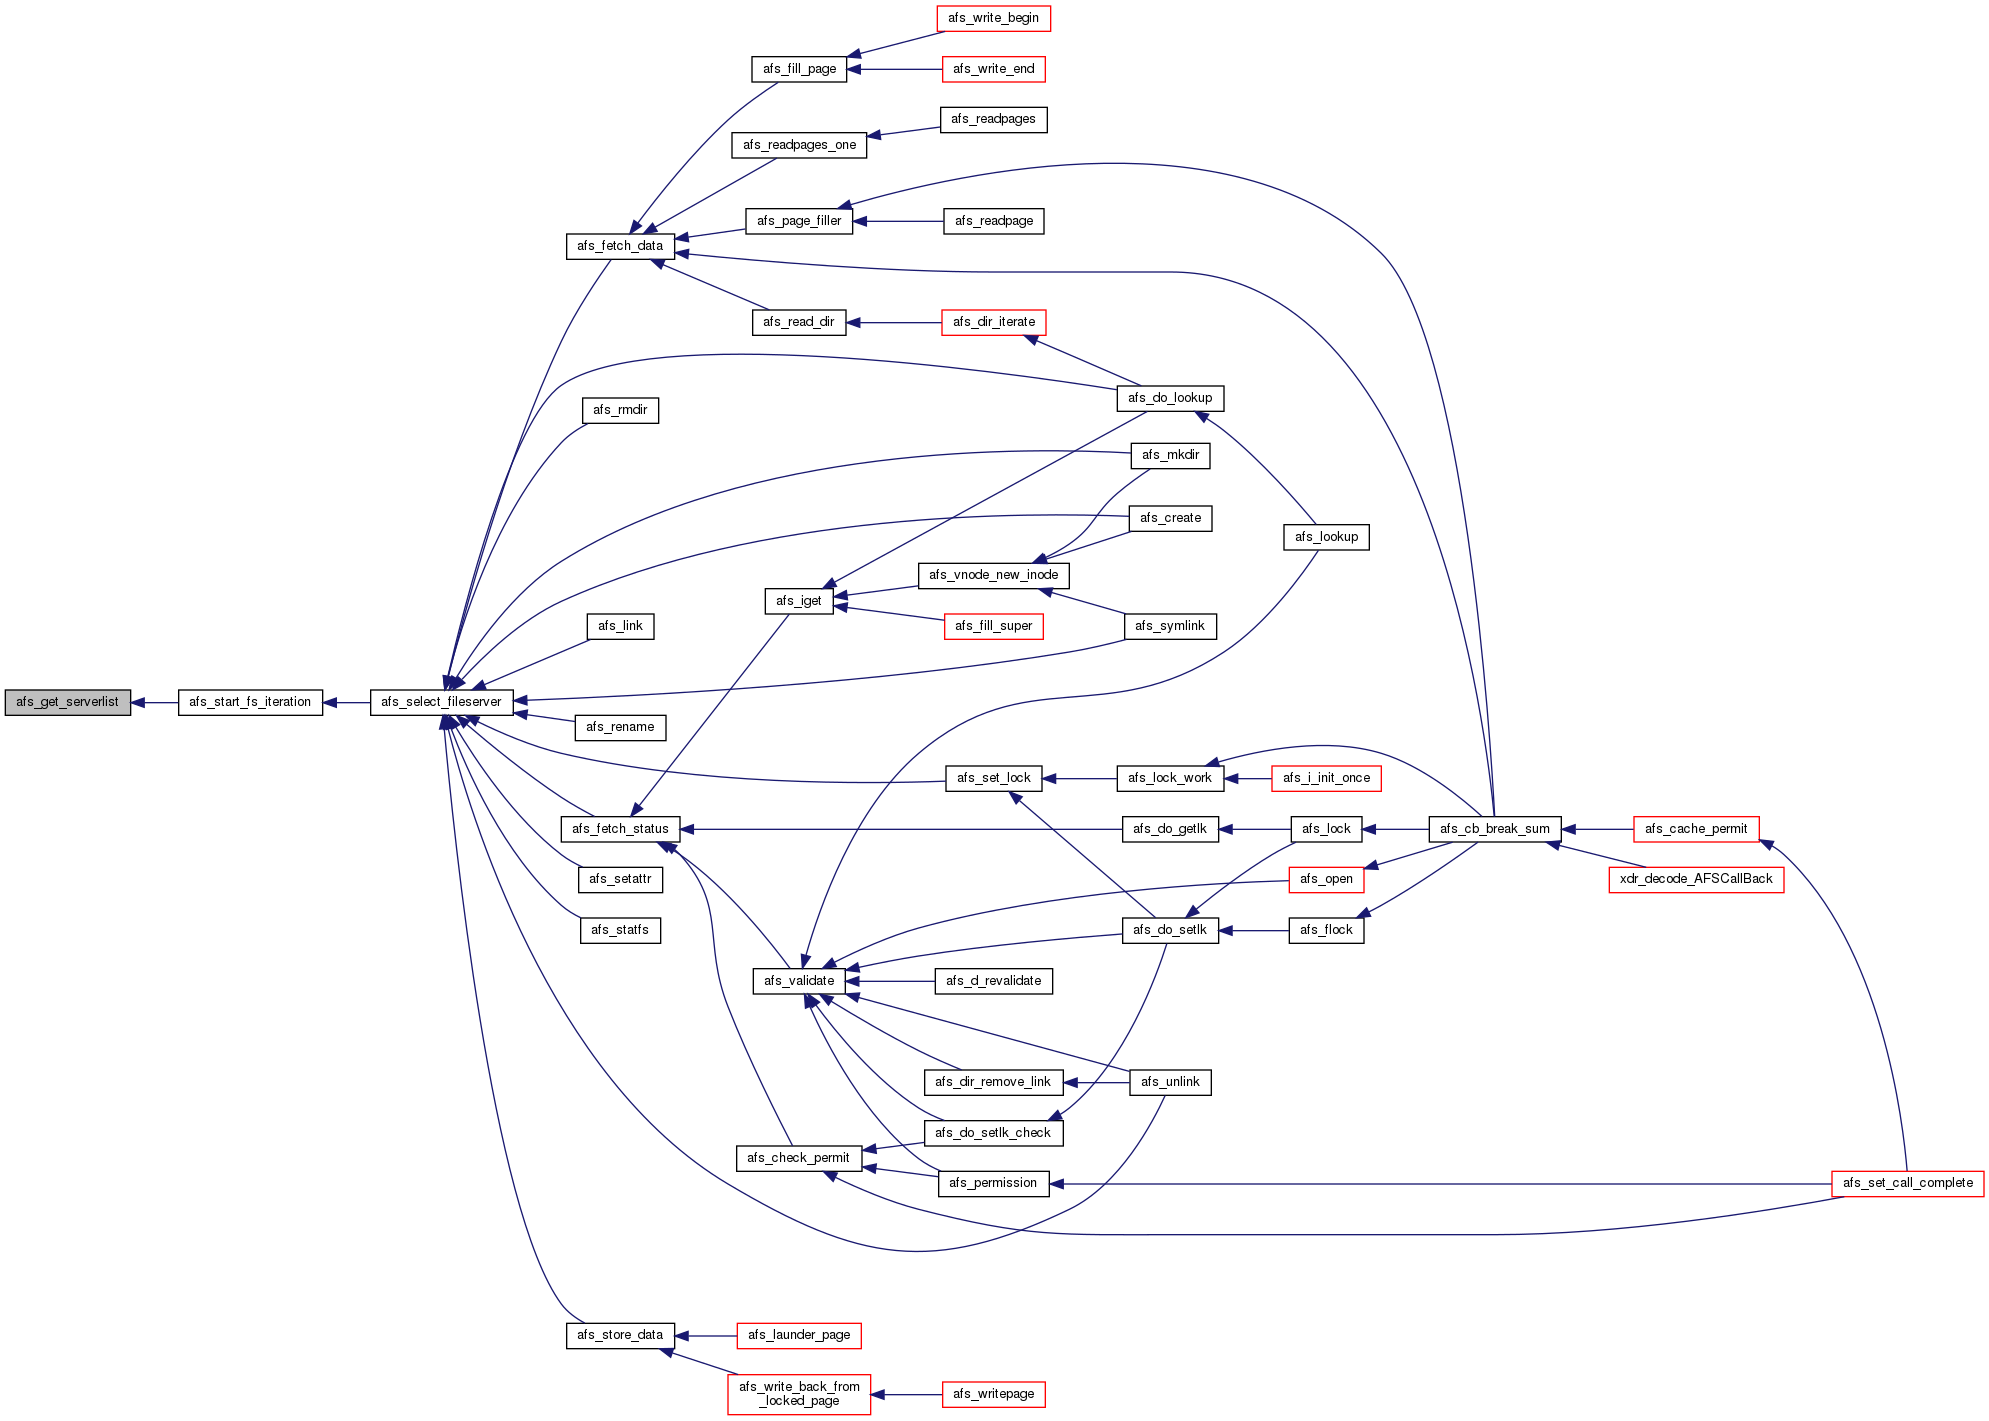 afs_write_begin
afs_fill_page
afs_write_end
afs_readpages
afs_readpages_one
afs_page_filler
afs_readpage
afs_fetch_data
afs_read_dir
afs_dir_iterate
afs_do_lookup
afs_rmdir
afs_mkdir
afs_create
afs_lookup
afs_vnode_new_inode
afs_iget
afs_link
afs_fill_super
afs_symlink
afs_get_serverlist
afs_start_fs_iteration
afs_select_fileserver
afs_rename
afs_set_lock
afs_lock_work
afs_i_init_once
afs_fetch_status
afs_do_getlk
afs_lock
afs_cb_break_sum
afs_cache_permit
afs_setattr
afs_open
xdr_decode_AFSCallBack
afs_statfs
afs_do_setlk
afs_flock
afs_validate
afs_d_revalidate
afs_dir_remove_link
afs_unlink
afs_do_setlk_check
afs_check_permit
afs_permission
afs_set_call_complete
afs_store_data
afs_launder_page
afs_write_back_from
_locked_page
afs_writepage